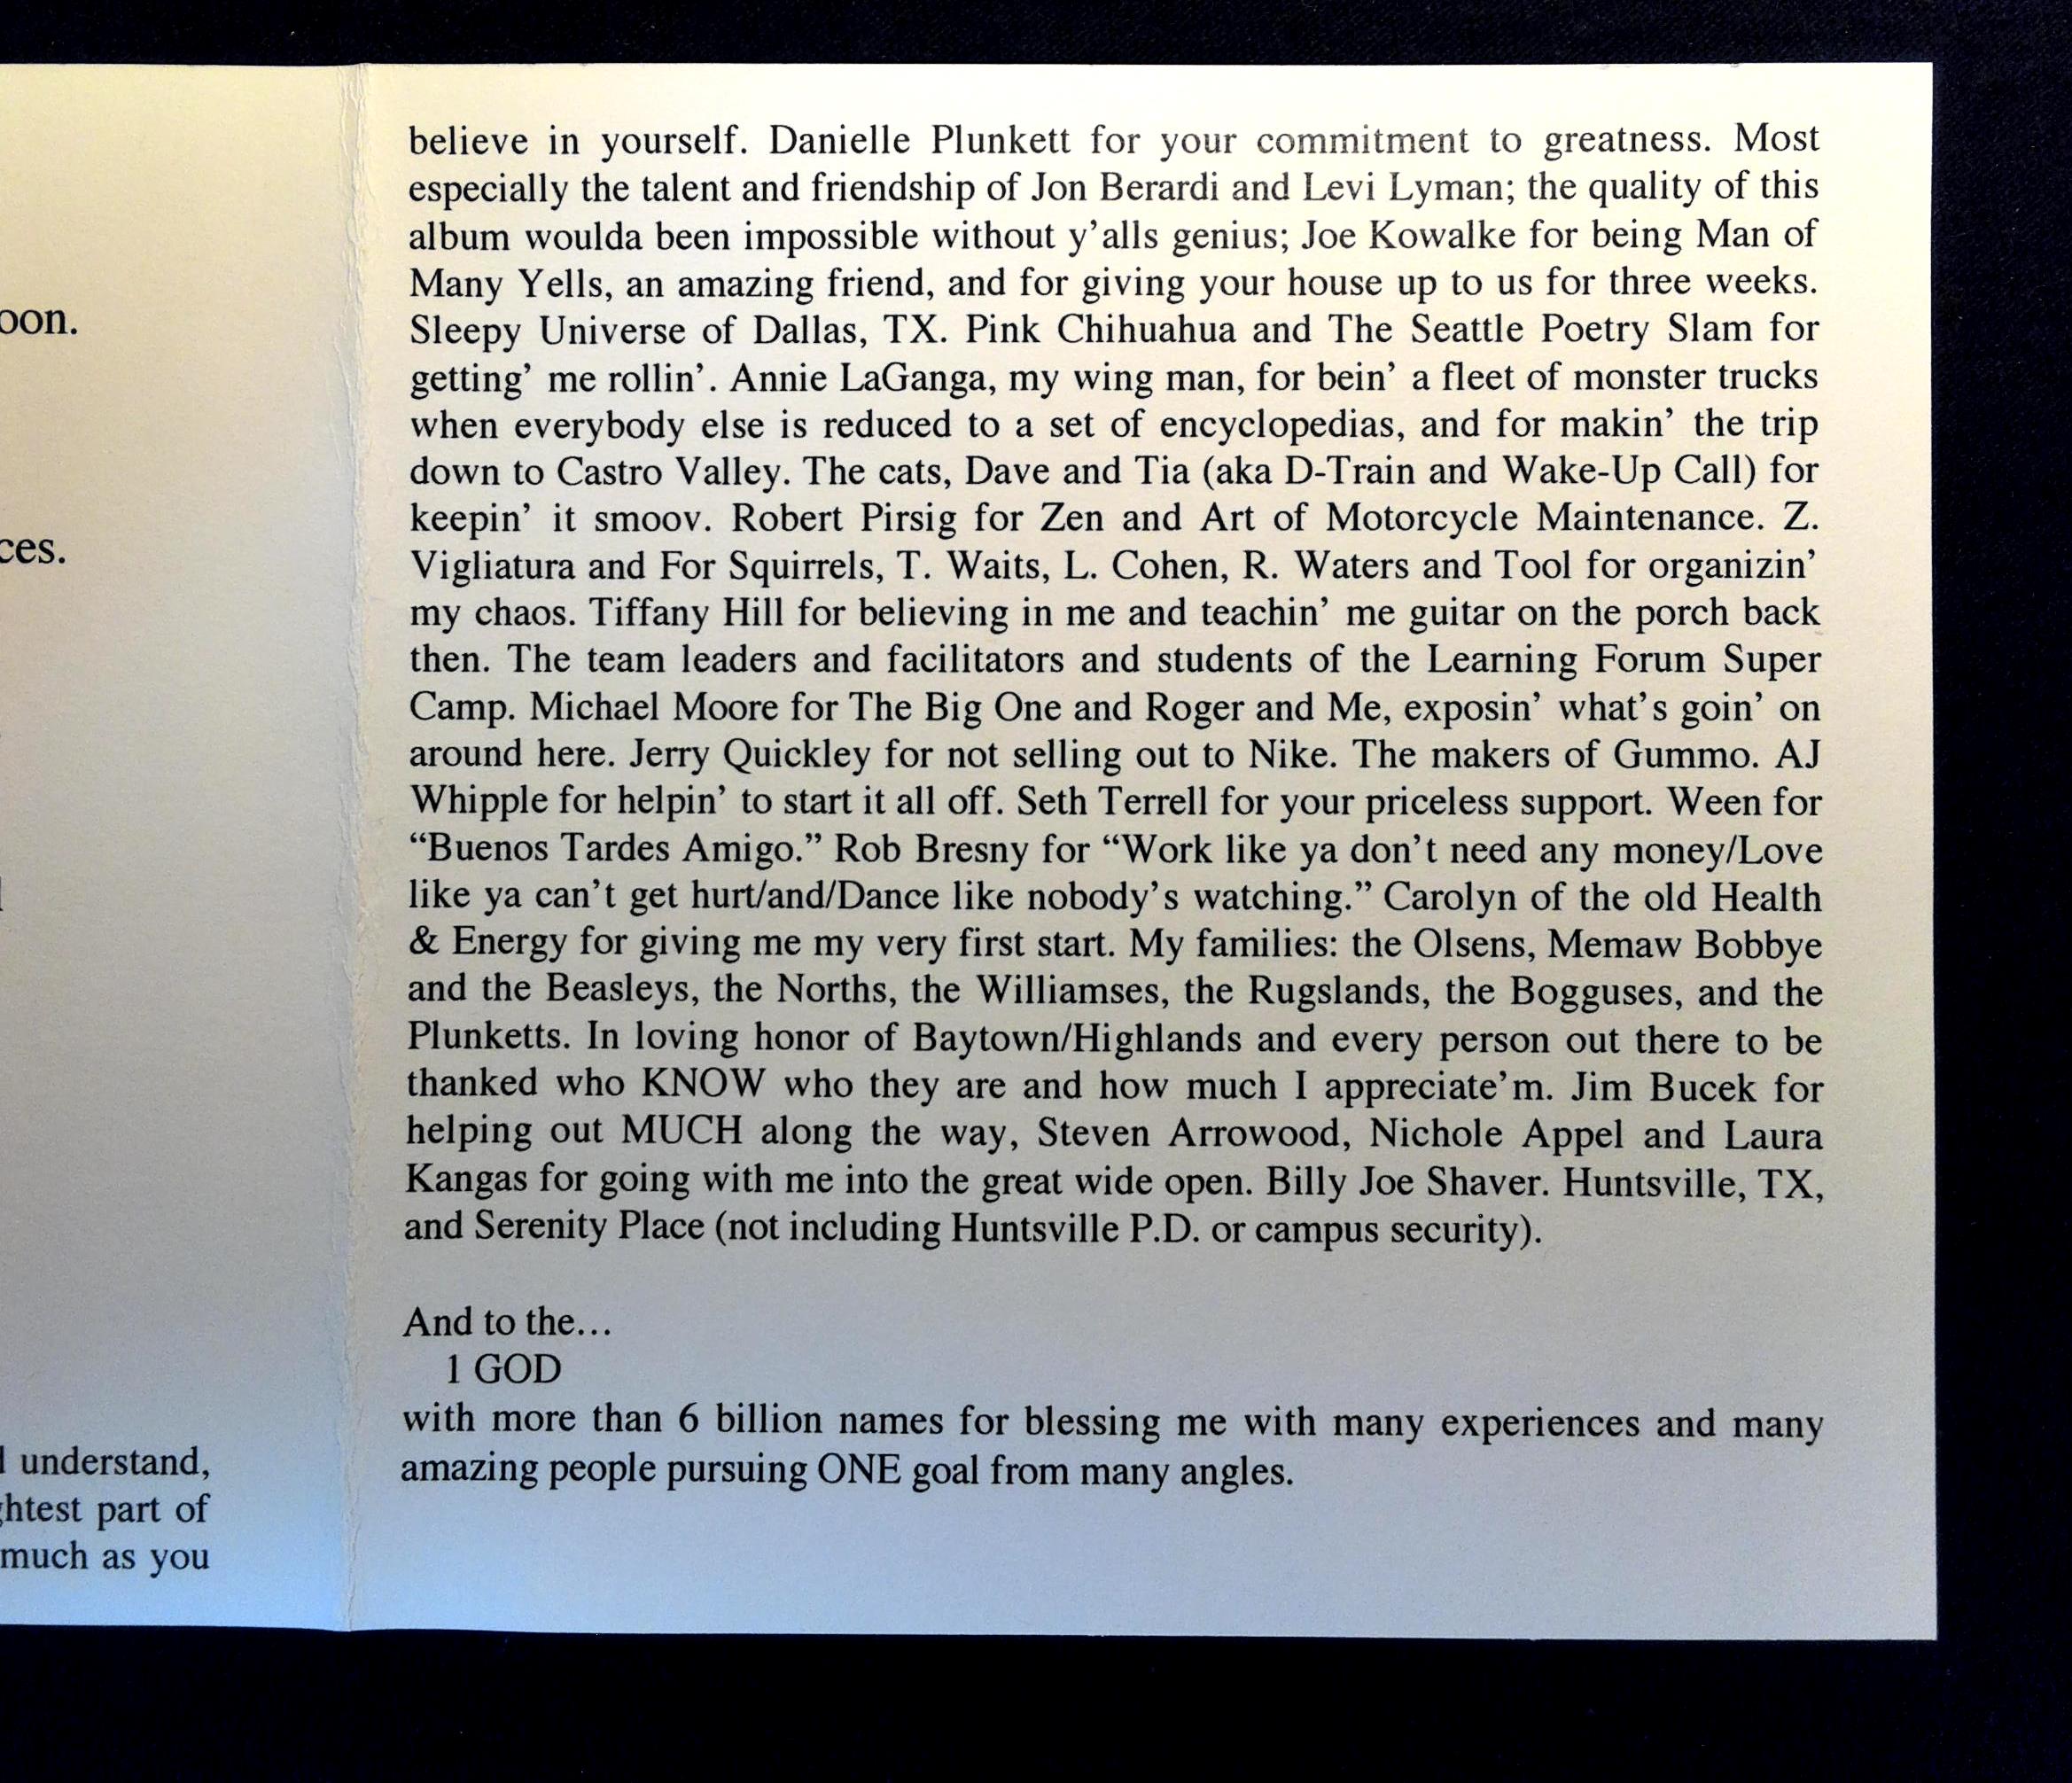 oon.
ces.
understand,
htest part of
much as you
believe in yourself. Danielle Plunkett for your commitment to greatness. Most
especially the talent and friendship of Jon Berardi and Levi Lyman; the quality of this
album woulda been impossible without y’alls genius; Joe Kowalke for being Man of
Many Yells, an amazing friend, and for giving your house up to us for three weeks.
Sleepy Universe of Dallas, TX. Pink Chihuahua and The Seattle Poetry Slam for
getting’ me rollin’. Annie LaGanga, my wing man, for bein’ a fleet of monster trucks
when everybody else is reduced to a set of encyclopedias, and for makin’ the trip
down to Castro Valley. The cats, Dave and Tia (aka D-Train and Wake-Up Call) for
keepin’ it smoov. Robert Pirsig for Zen and Art of Motorcycle Maintenance. Z.
Vigliatura and For Squirrels, T. Waits, L. Cohen, R. Waters and Tool for organizin’
my chaos. Tiffany Hill for believing in me and teachin’ me guitar on the porch back
then. The team leaders and facilitators and students of the Learning Forum Super
Camp. Michael Moore for The Big One and Roger and Me, exposin’ what’s goin’ on
around here. Jerry Quickley for not selling out to Nike. The makers of Gummo. AJ
Whipple for helpin’ to start it all off. Seth Terrell for your priceless support. Ween for
“Buenos Tardes Amigo.” Rob Bresny for “Work like ya don’t need any money/Love
like ya can’t get hurt/and/Dance like nobody’s watching.” Carolyn of the old Health
& Energy for giving me my very first start. My families: the Olsens, Memaw Bobbye
and the Beasleys, the Norths, the Williamses, the Rugslands, the Bogguses, and the
Plunketts. In loving honor of Baytown/Highlands and every person out there to be
thanked who KNOW who they are and how much I appreciate’m. Jim Bucek for
helping out MUCH along the way, Steven Arrowood, Nichole Appel and Laura
Kangas for going with me into the great wide open. Billy Joe Shaver. Huntsville, TX,
and Serenity Place (not including Huntsville P.D. or campus security).
And to the...
1 GOD
with more than 6 billion names for blessing me with many experiences and many
amazing people pursuing ONE goal from many angles.